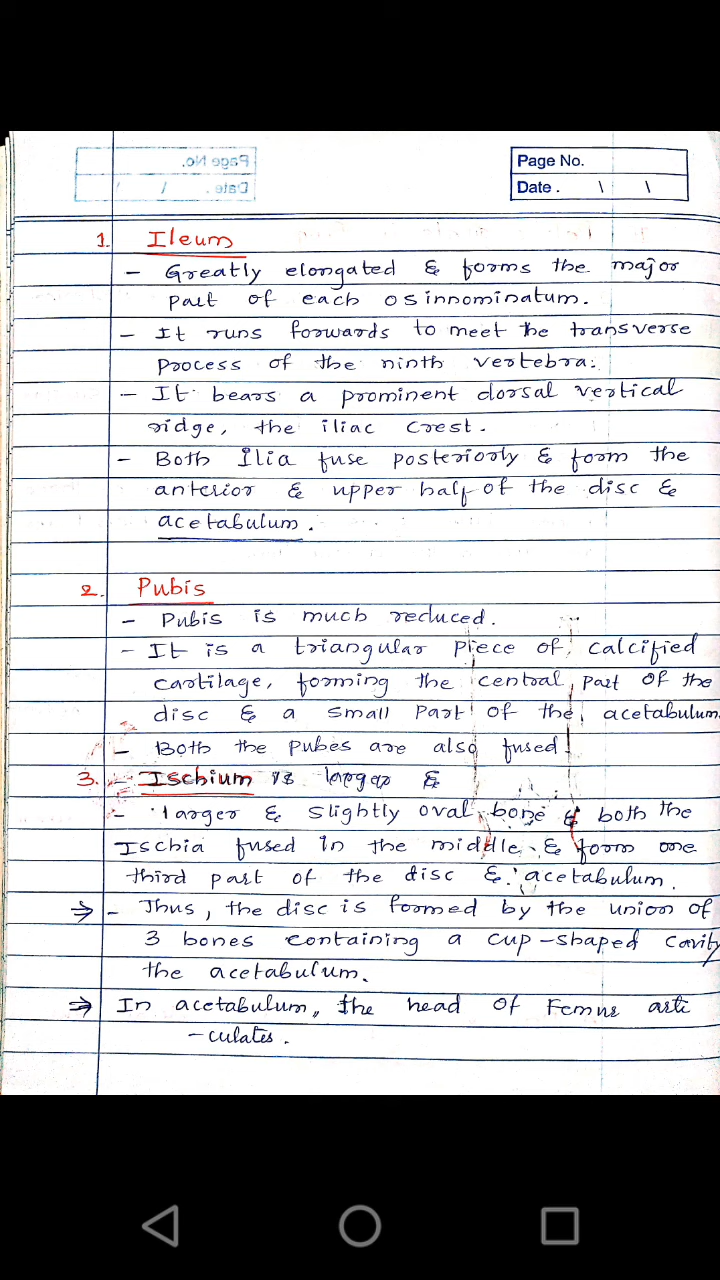 Page No.
Date .
Page No.
Date . \ \
1. Ileum
- Greatly elongated & forms the major
part of each os innominatum.
- It runs forwards to meet the transverse
process of the ninth vertebra.
- It bears a prominent dorsal vertical
ridge, the iliac crest.
- Both Ilia fuse posteriorly & form the
anterior & upper half of the disc &
acetabulum.
2. Pubis
- Pubis is much reduced.
- It is a triangular piece of calcified
cartilage, forming the central part of the
disc & a small part of the acetabulum
- Both the pubes are also fused.
3. - Ischium is larger &
- larger & slightly oval bone & both the
Ischia fused in the middle & form one
third part of the disc & acetabulum.
⇒ - Thus, the disc is formed by the union of
3 bones containing a cup-shaped cavity
the acetabulum.
⇒ In acetabulum, the head of Femur arti
-culates.